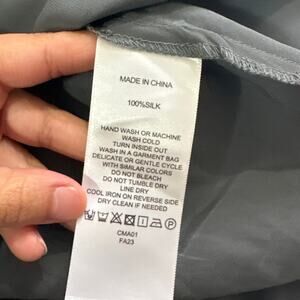 MADE IN CHINA
100%SILK
HAND WASH OR MACHINE
WASH COLD
TURN INSIDE OUT
WASH IN A GARMENT BAG
DELICATE OR GENTLE CYCLE
WITH SIMILAR COLORS
DO NOT BLEACH
DO NOT TUMBLE DRY
LINE DRY
COOL IRON ON REVERSE SIDE
DRY CLEAN IF NEEDED
CMA01
FA23